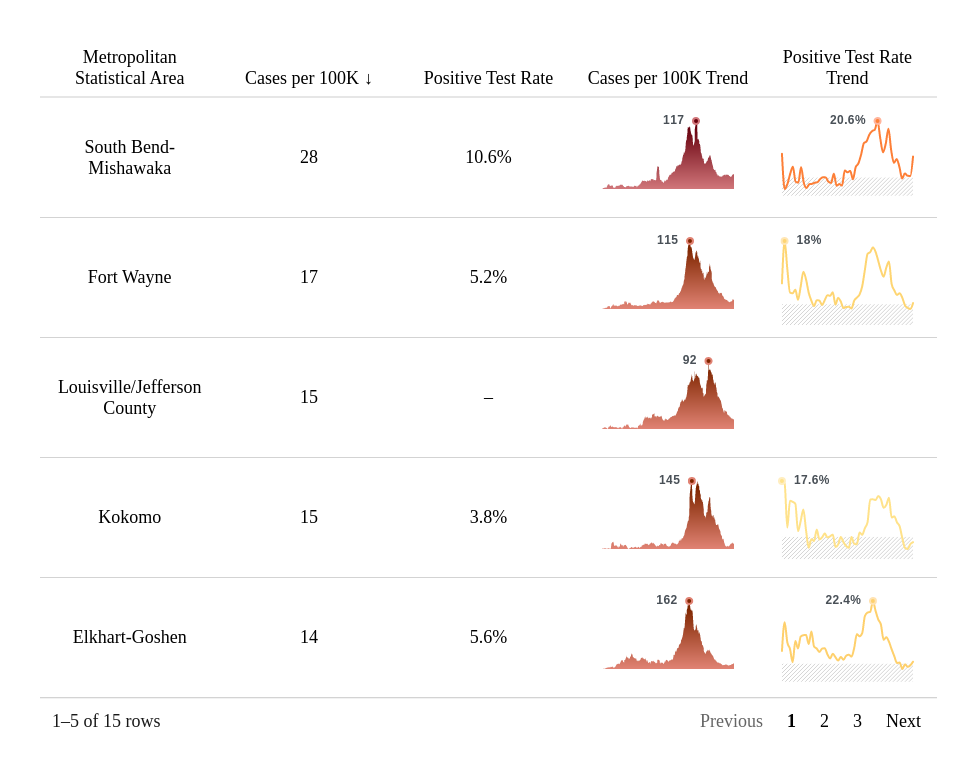 Metropolitan
Statistical Area
Cases per 100K ↓
Positive Test Rate
Cases per 100K Trend
Positive Test Rate
Trend
South Bend-
Mishawaka
28
10.6%
117
20.6%
Fort Wayne
17
5.2%
115
18%
Louisville/Jefferson
County
15
–
92
Kokomo
15
3.8%
145
17.6%
Elkhart-Goshen
14
5.6%
162
22.4%
1–5 of 15 rows
Previous 1 2 3 Next